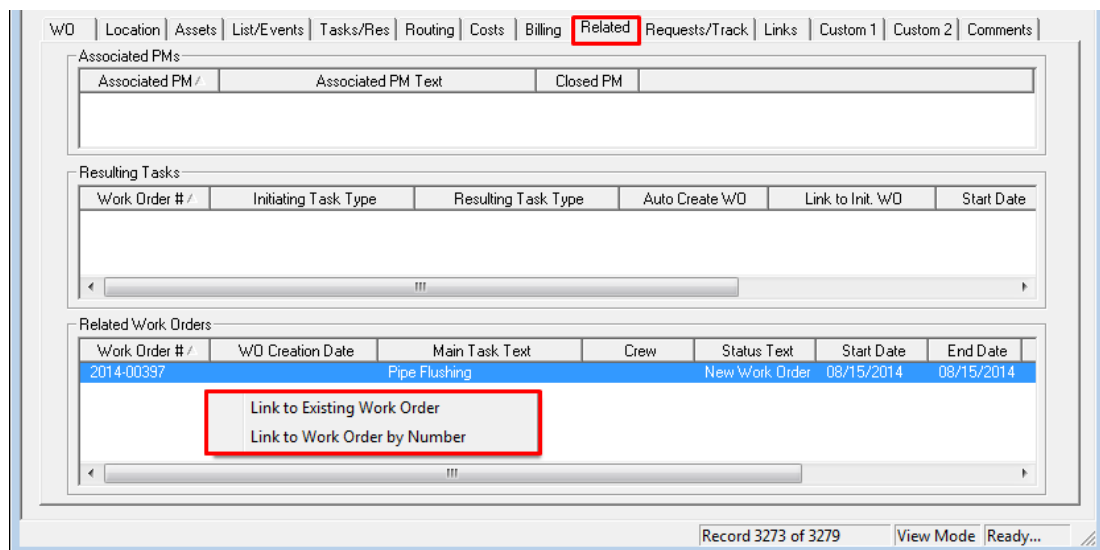 WO Location Assets List/Events Tasks/Res Routing Costs Billing Related Requests/Track Links Custom 1 Custom 2 Comments
Associated PMs
Associated PM Associated PM Text Closed PM
Resulting Tasks
Work Order # Initiating Task Type Resulting Task Type Auto Create WO Link to Init. WO Start Date
Related Work Orders
Work Order # WO Creation Date Main Task Text Crew Status Text Start Date End Date
2014-00397 Pipe Flushing New Work Order 08/15/2014 08/15/2014
Link to Existing Work Order
Link to Work Order by Number
Record 3273 of 3279 View Mode Ready...